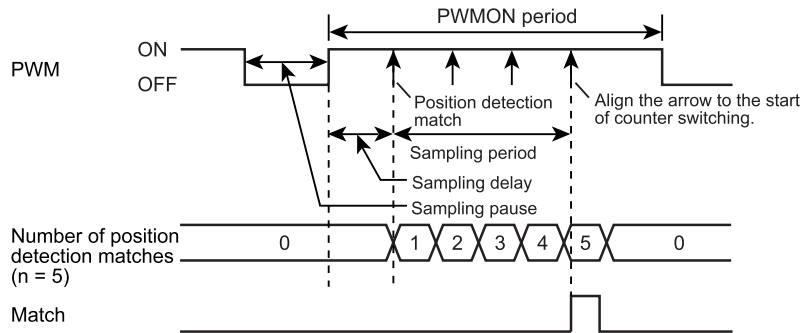 PWMON period
ON
PWM
OFF
Position detection
match
Align the arrow to the start
of counter switching.
Sampling period
Sampling delay
Sampling pause
Number of position
detection matches
(n = 5)
0 1 2 3 4 5 0
Match